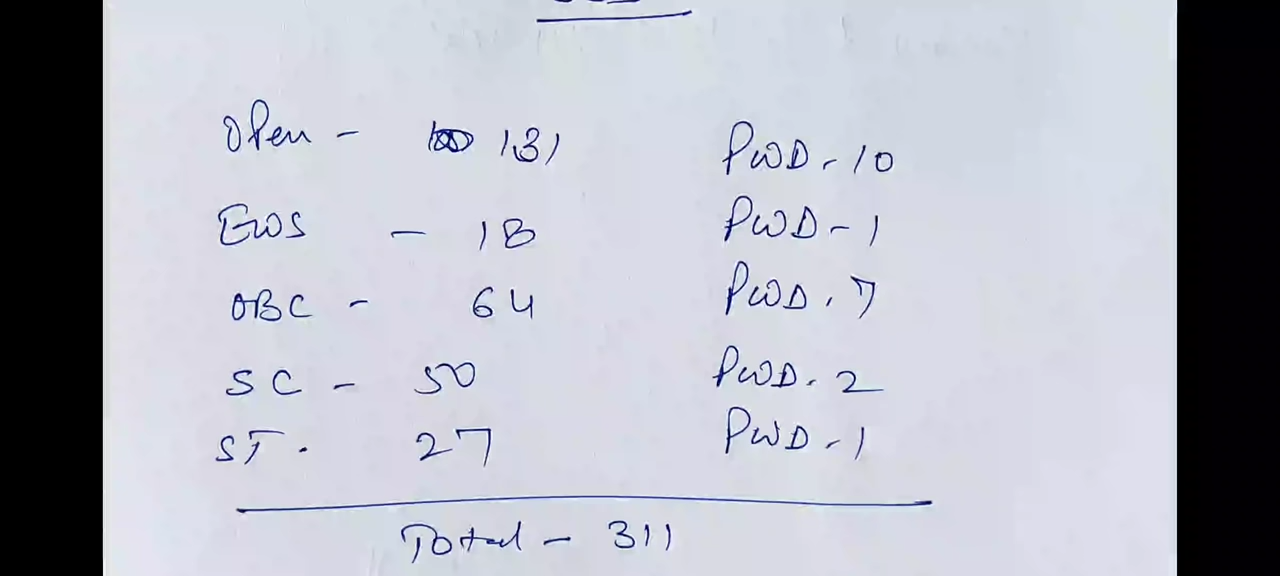 Open - 131 PWD - 10
EWS - 18 PWD - 1
OBC - 64 PWD - 7
SC - 50 PWD - 2
ST - 27 PWD - 1
Total - 311